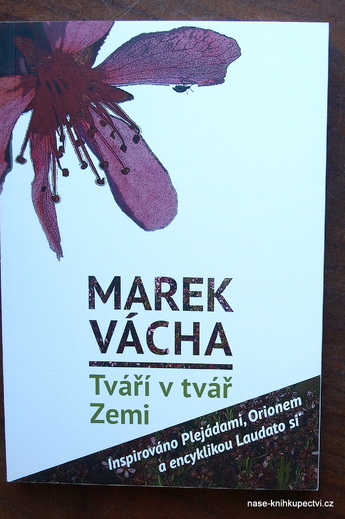 MAREK
VÁCHA
Tváří v tvář
Zemi
Inspirováno Plejádami, Orionem
a encyklikou Laudato si´
nase-knihkupectvi.cz